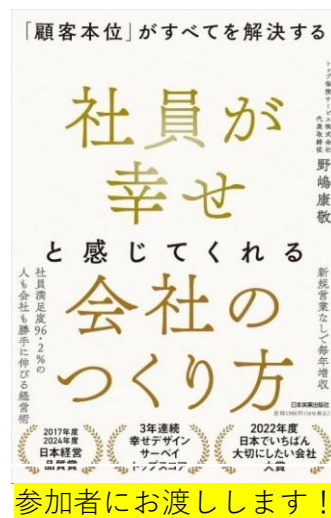 「顧客本位」がすべてを解決する
トップ保険サービス株式会社
代表取締役
野嶋康敬
社員が
幸せ
と感じてくれる
会社の
つくり方
新規営業なしで毎年増収
社員満足度96・2%の
人も会社も勝手に伸びる経営術
日本実業出版社
2017年度
2024年度
日本経営
品質賞
3年連続
幸せデザイン
サーベイ
トップスコア
2022年度
日本でいちばん
大切にしたい会社
大賞
参加者にお渡しします！